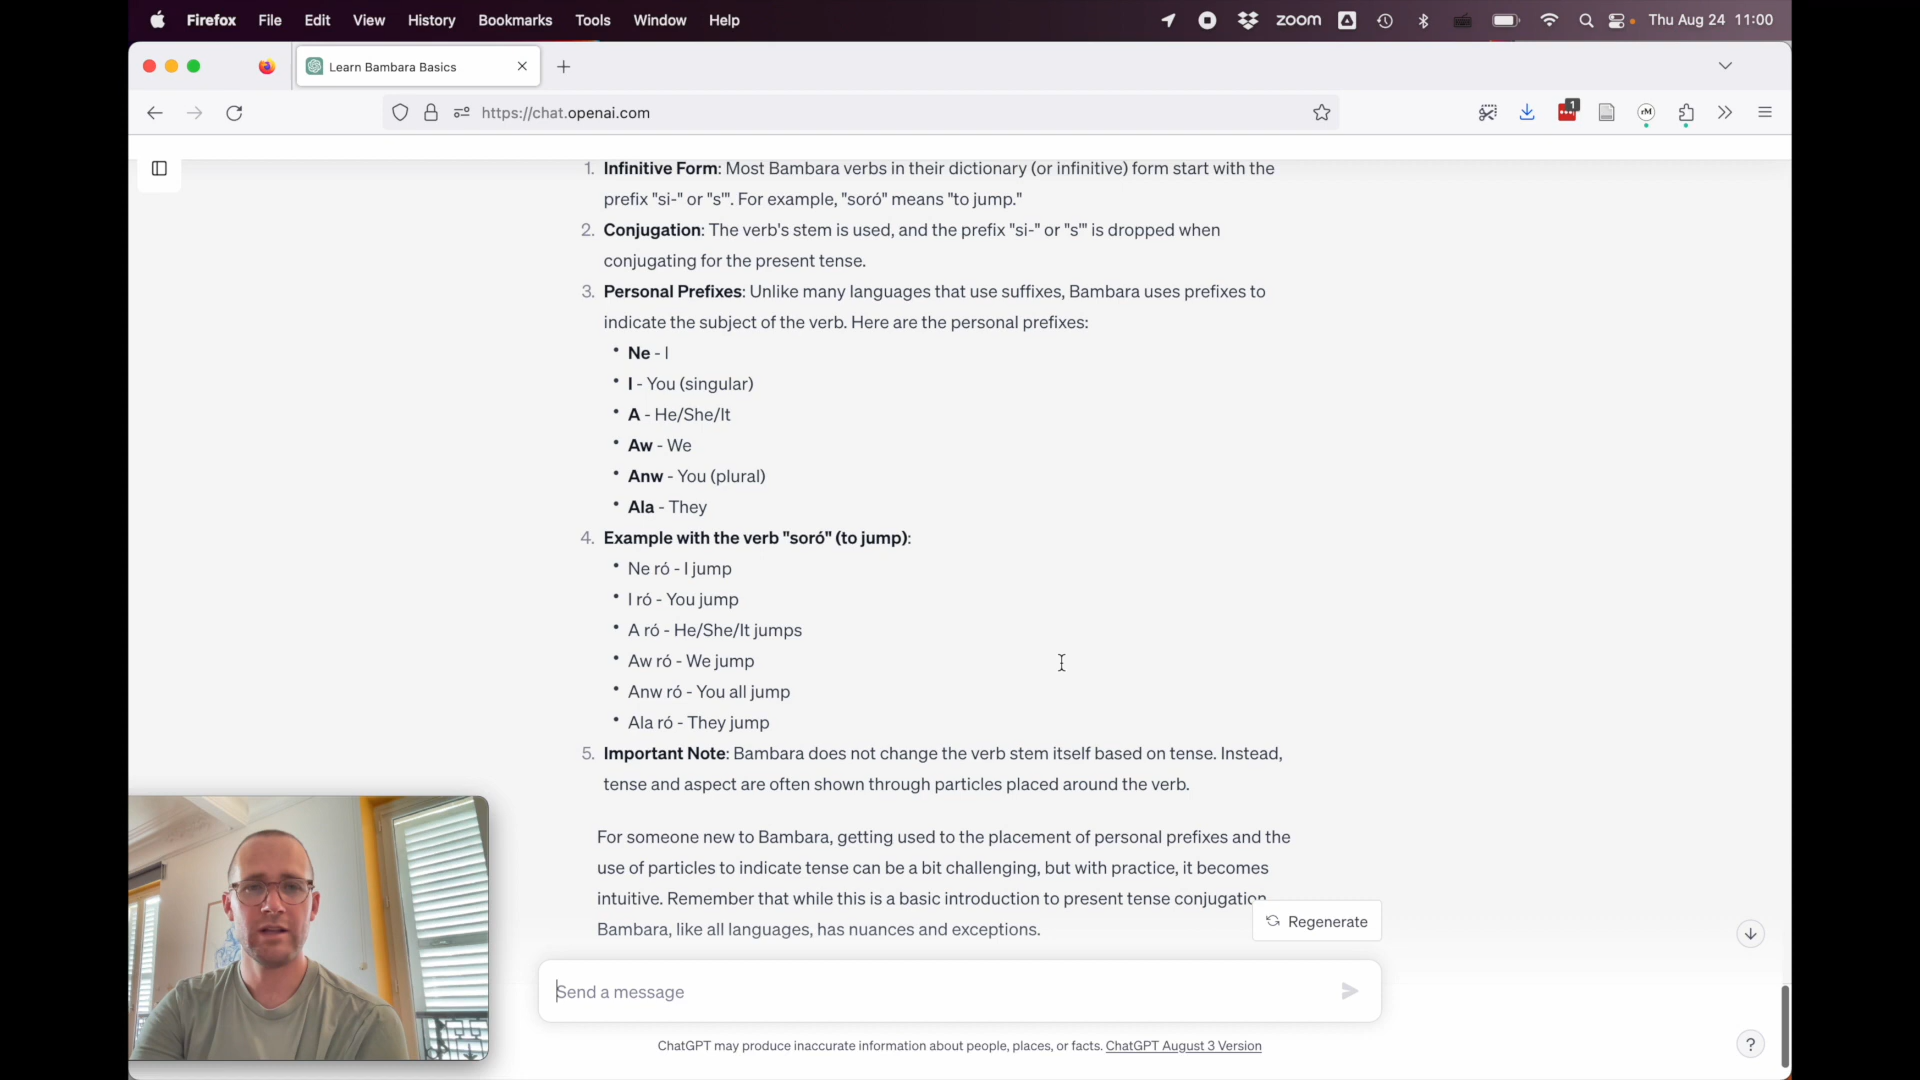 Firefox File Edit View History Bookmarks Tools Window Help zoom Thu Aug 24 11:00
Learn Bambara Basics
https://chat.openai.com 1 rM
1. Infinitive Form: Most Bambara verbs in their dictionary (or infinitive) form start with the
prefix "si-" or "s'". For example, "soró" means "to jump."
2. Conjugation: The verb's stem is used, and the prefix "si-" or "s'" is dropped when
conjugating for the present tense.
3. Personal Prefixes: Unlike many languages that use suffixes, Bambara uses prefixes to
indicate the subject of the verb. Here are the personal prefixes:
• Ne - I
• I - You (singular)
• A - He/She/It
• Aw - We
• Anw - You (plural)
• Ala - They
4. Example with the verb "soró" (to jump):
• Ne ró - I jump
• I ró - You jump
• A ró - He/She/It jumps
• Aw ró - We jump
• Anw ró - You all jump
• Ala ró - They jump
5. Important Note: Bambara does not change the verb stem itself based on tense. Instead,
tense and aspect are often shown through particles placed around the verb.
For someone new to Bambara, getting used to the placement of personal prefixes and the
use of particles to indicate tense can be a bit challenging, but with practice, it becomes
intuitive. Remember that while this is a basic introduction to present tense conjugation
Bambara, like all languages, has nuances and exceptions.
Regenerate
Send a message
ChatGPT may produce inaccurate information about people, places, or facts. ChatGPT August 3 Version
?